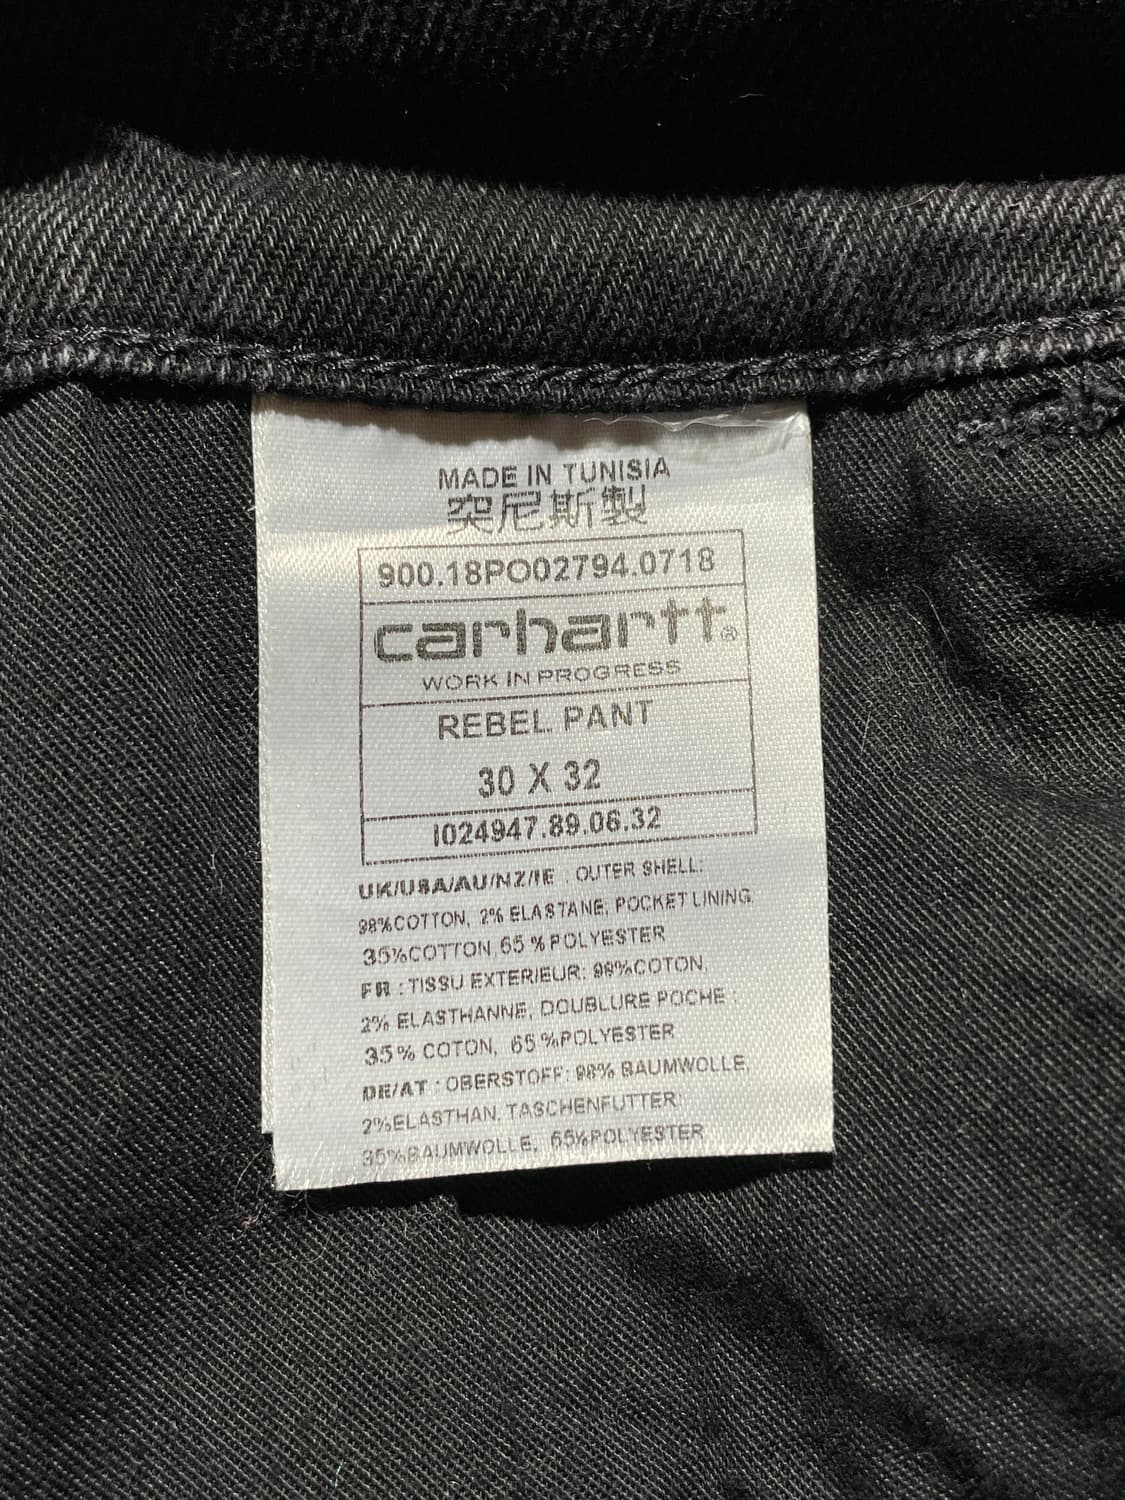 MADE IN TUNISIA
突尼斯製
900.18PO02794.0718
carhartt®
WORK IN PROGRESS
REBEL PANT
30 X 32
I024947.89.06.32
UK/USA/AU/NZ/IE : OUTER SHELL:
98%COTTON, 2% ELASTANE, POCKET LINING
35%COTTON,65 %POLYESTER
FR : TISSU EXTERIEUR: 98%COTON,
2% ELASTHANNE, DOUBLURE POCHE :
35% COTON, 65 %POLYESTER
DE/AT : OBERSTOFF: 98% BAUMWOLLE,
2%ELASTHAN, TASCHENFUTTER
35%BAUMWOLLE, 65%POLYESTER